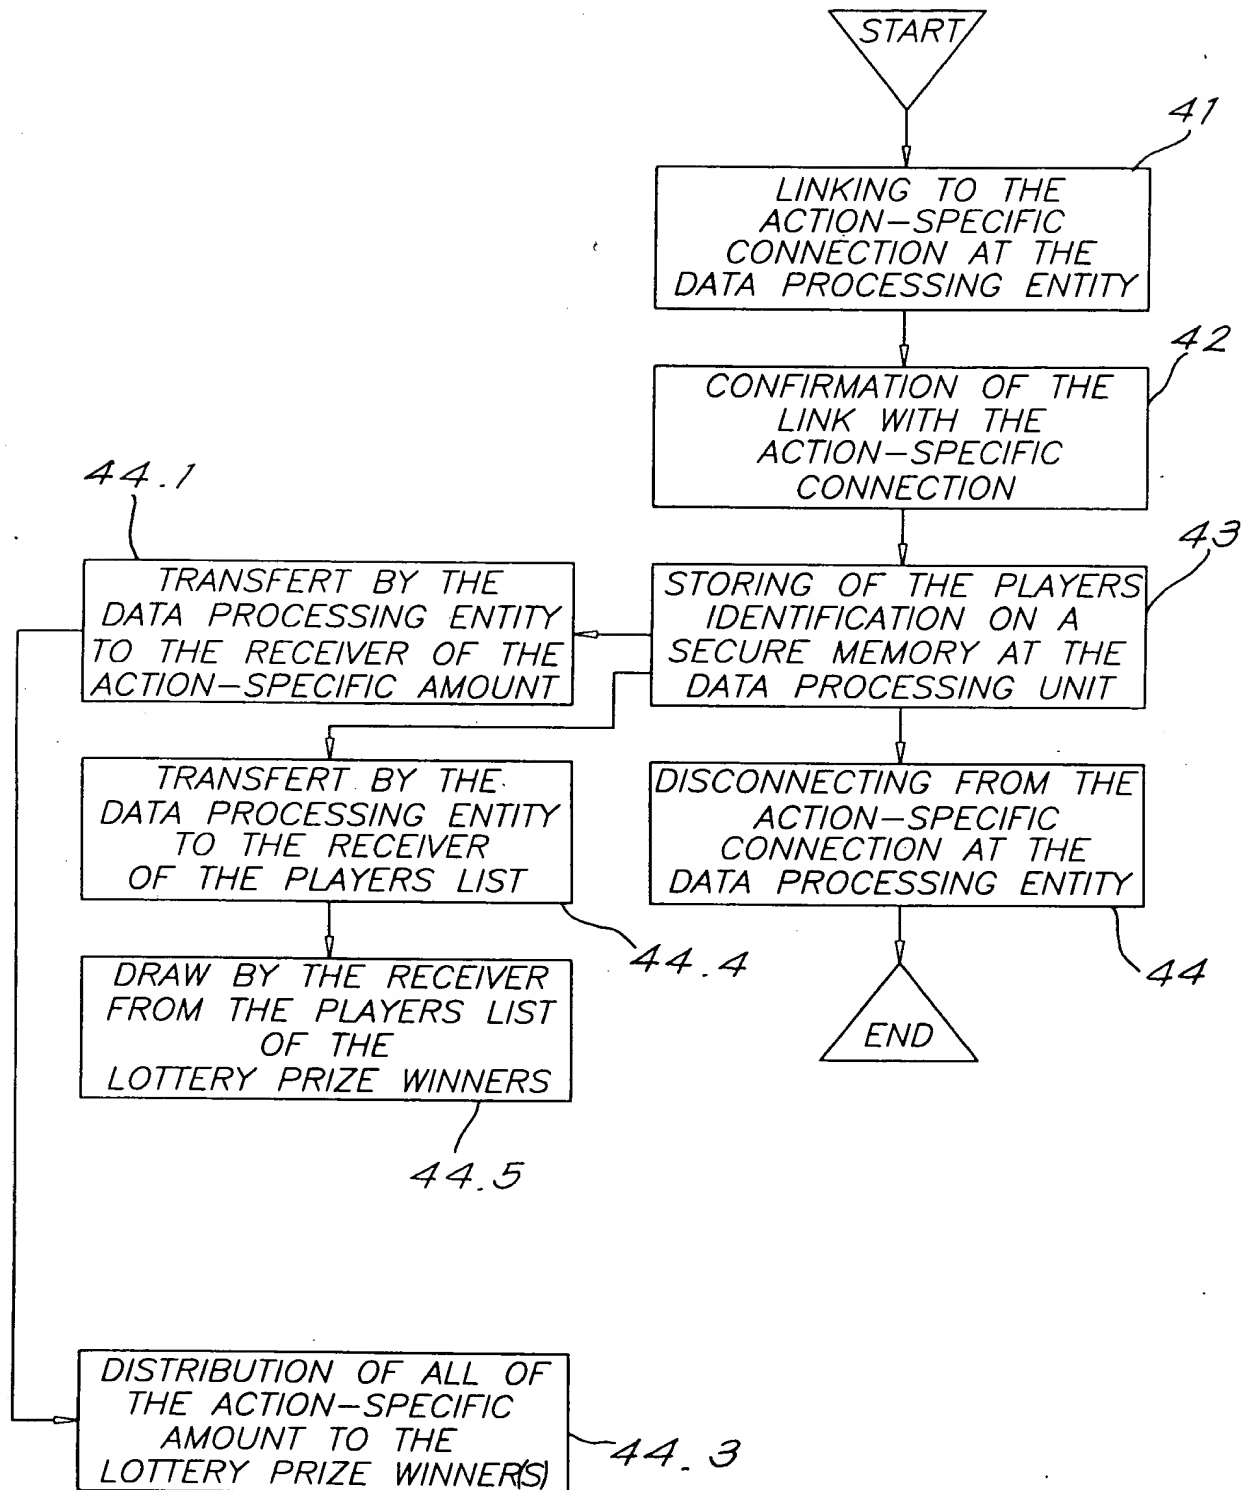 START
41
LINKING TO THE
ACTION-SPECIFIC
CONNECTION AT THE
DATA PROCESSING ENTITY
42
CONFIRMATION OF THE
LINK WITH THE
ACTION-SPECIFIC
CONNECTION
44.1
43
TRANSFERT BY THE
DATA PROCESSING ENTITY
TO THE RECEIVER OF THE
ACTION-SPECIFIC AMOUNT
STORING OF THE PLAYERS
IDENTIFICATION ON A
SECURE MEMORY AT THE
DATA PROCESSING UNIT
TRANSFERT BY THE
DATA PROCESSING ENTITY
TO THE RECEIVER
OF THE PLAYERS LIST
44.4
DISCONNECTING FROM THE
ACTION-SPECIFIC
CONNECTION AT THE
DATA PROCESSING ENTITY
44
DRAW BY THE RECEIVER
FROM THE PLAYERS LIST
OF THE
LOTTERY PRIZE WINNERS
44.5
END
DISTRIBUTION OF ALL OF
THE ACTION-SPECIFIC
AMOUNT TO THE
LOTTERY PRIZE WINNER(S)
44.3